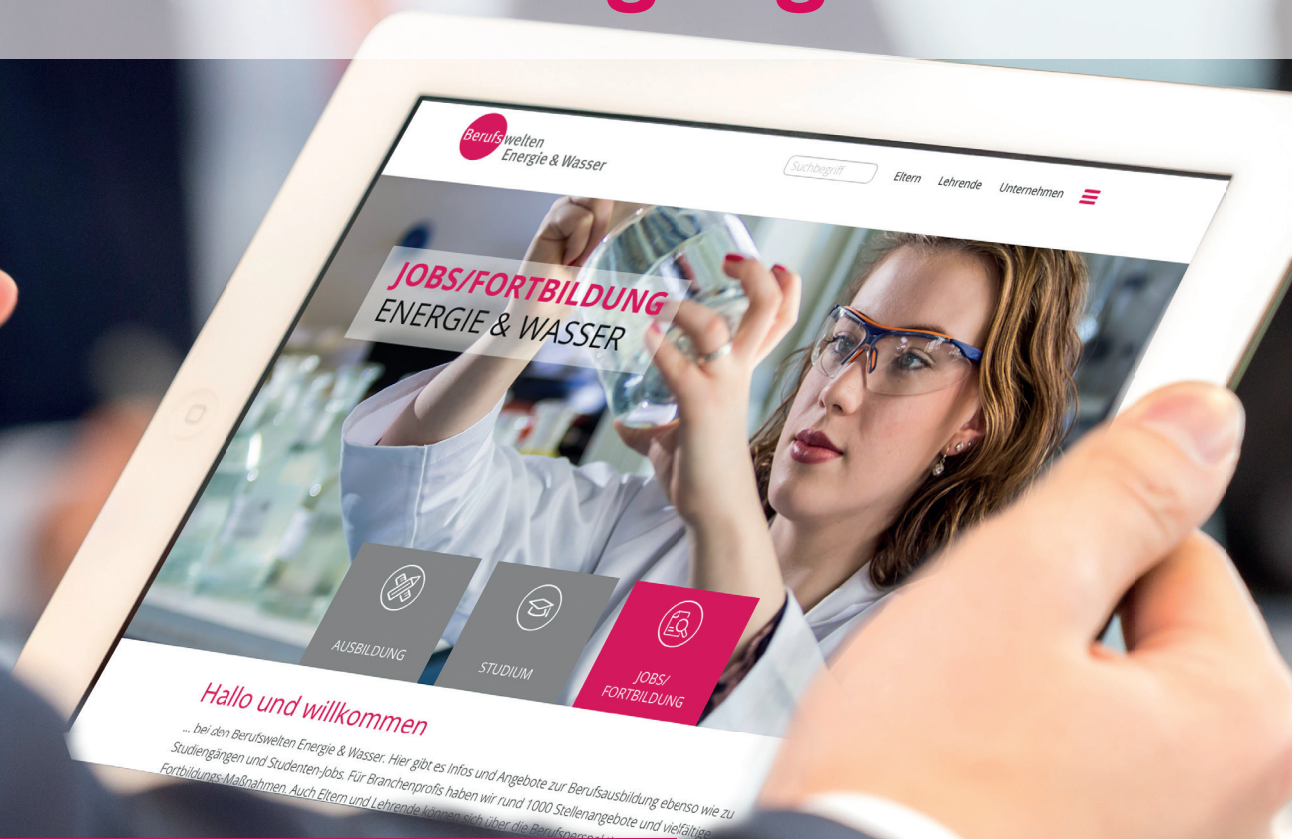 Berufswelten
Energie & Wasser
Suchbegriff
Eltern Lehrende Unternehmen
JOBS/FORTBILDUNG
ENERGIE & WASSER
AUSBILDUNG
STUDIUM
JOBS/
FORTBILDUNG
Hallo und willkommen
... bei den Berufswelten Energie & Wasser. Hier gibt es Infos und Angebote zur Berufsausbildung ebenso wie zu
Studiengängen und Studenten-Jobs. Für Branchenprofis haben wir rund 1000 Stellenangebote und vielfältige
Fortbildungs-Maßnahmen. Auch Eltern und Lehrende können sich über die